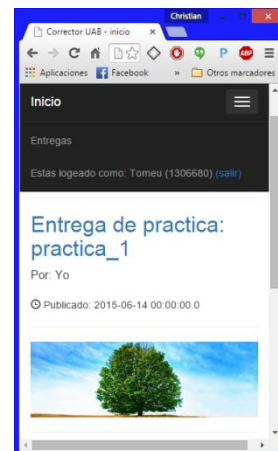 Christian
Corrector UAB - inicio
Aplicaciones Facebook » Otros marcadores
Inicio
Entregas
Estas logeado como: Tomeu (1306680) (salir)
Entrega de practica:
practica_1
Por: Yo
Publicado: 2015-06-14 00:00:00.0